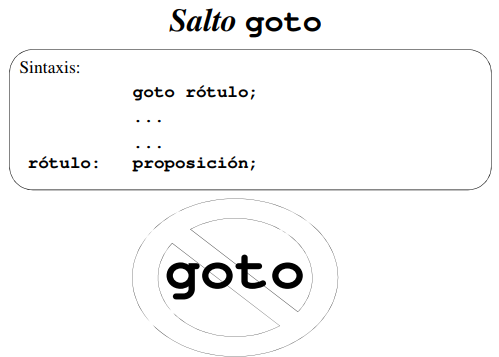 Salto goto
Sintaxis:
goto rótulo;
...
...
rótulo: proposición;
goto